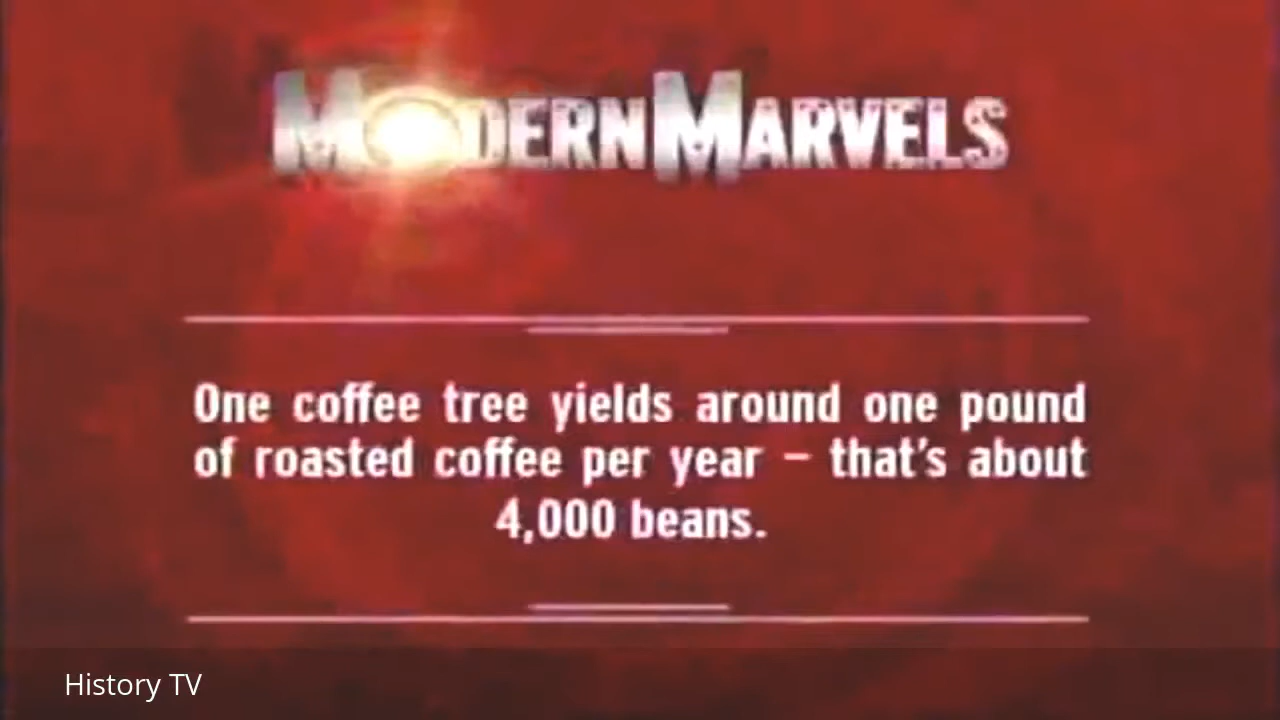 MODERN MARVELS
One coffee tree yields around one pound
of roasted coffee per year – that's about
4,000 beans.
History TV